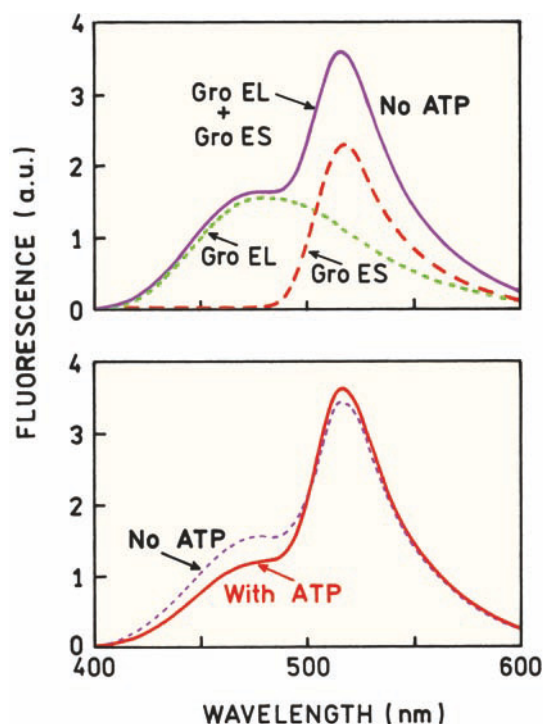 4
3
2
1
0
Gro EL
+
Gro ES
No ATP
Gro EL
Gro ES
FLUORESCENCE (a.u.)
4
3
2
1
0
No ATP
With ATP
400
500
600
WAVELENGTH (nm)